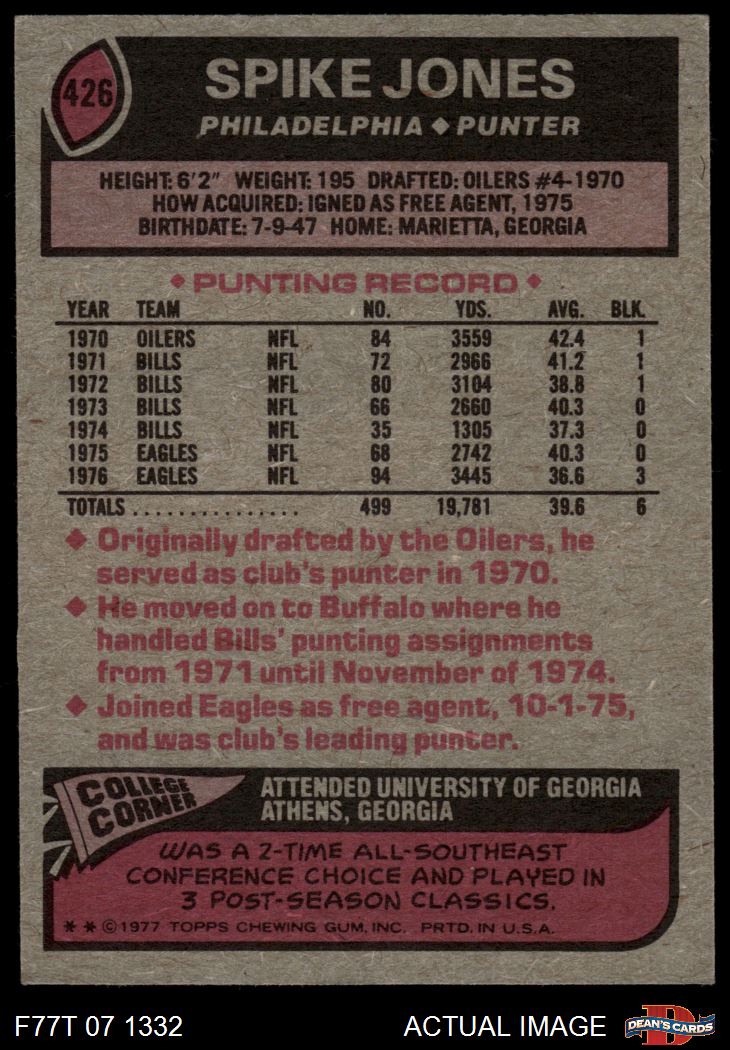 426
SPIKE JONES
PHILADELPHIA ◆ PUNTER
HEIGHT: 6'2" WEIGHT: 195 DRAFTED: OILERS #4-1970
HOW ACQUIRED: IGNED AS FREE AGENT, 1975
BIRTHDATE: 7-9-47 HOME: MARIETTA, GEORGIA
◆ PUNTING RECORD ◆
YEAR TEAM NO. YDS. AVG. BLK.
1970 OILERS NFL 84 3559 42.4 1
1971 BILLS NFL 72 2966 41.2 1
1972 BILLS NFL 80 3104 38.8 1
1973 BILLS NFL 66 2660 40.3 0
1974 BILLS NFL 35 1305 37.3 0
1975 EAGLES NFL 68 2742 40.3 0
1976 EAGLES NFL 94 3445 36.6 3
TOTALS ............... 499 19,781 39.6 6
◆ Originally drafted by the Oilers, he
served as club's punter in 1970.
◆ He moved on to Buffalo where he
handled Bills' punting assignments
from 1971 until November of 1974.
◆ Joined Eagles as free agent, 10-1-75,
and was club's leading punter.
COLLEGE
CORNER
ATTENDED UNIVERSITY OF GEORGIA
ATHENS, GEORGIA
WAS A 2-TIME ALL-SOUTHEAST
CONFERENCE CHOICE AND PLAYED IN
3 POST-SEASON CLASSICS.
* * © 1977 TOPPS CHEWING GUM, INC. PRTD. IN U.S.A.
F77T 07 1332
ACTUAL IMAGE
D
DEAN'S CARDS